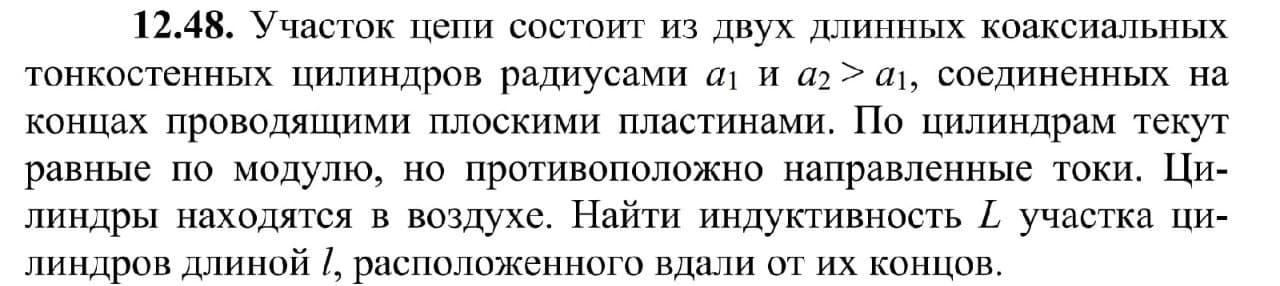 12.48. Участок цепи состоит из двух длинных коаксиальных
тонкостенных цилиндров радиусами a₁ и a₂ > a₁, соединенных на
концах проводящими плоскими пластинами. По цилиндрам текут
равные по модулю, но противоположно направленные токи. Ци-
линдры находятся в воздухе. Найти индуктивность L участка ци-
линдров длиной l, расположенного вдали от их концов.